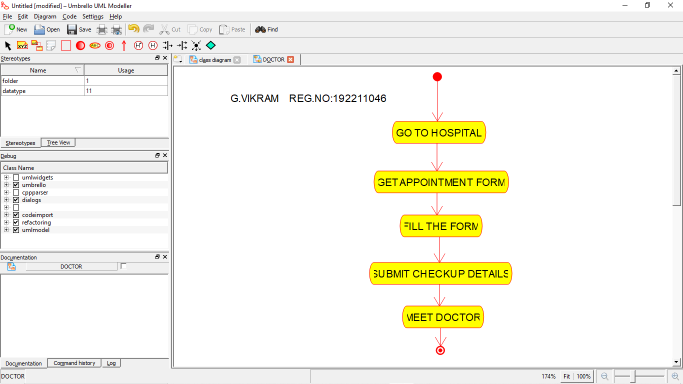 Untitled [modified] - Umbrello UML Modeller
File Edit Diagram Code Settings Help
New Open Save Undo Redo Cut Copy Paste Find
Stereotypes
Name Usage
folder 1
datatype 11
Stereotypes Tree View
Debug
Class Name
umlwidgets
umbrello
cppparser
dialogs
codeimport
refactoring
umlmodel
Documentation
DOCTOR
Documentation Command history Log
DOCTOR
class diagram DOCTOR
G.VIKRAM REG.NO:192211046
GO TO HOSPITAL
GET APPOINTMENT FORM
FILL THE FORM
SUBMIT CHECKUP DETAILS
MEET DOCTOR
174% Fit 100%